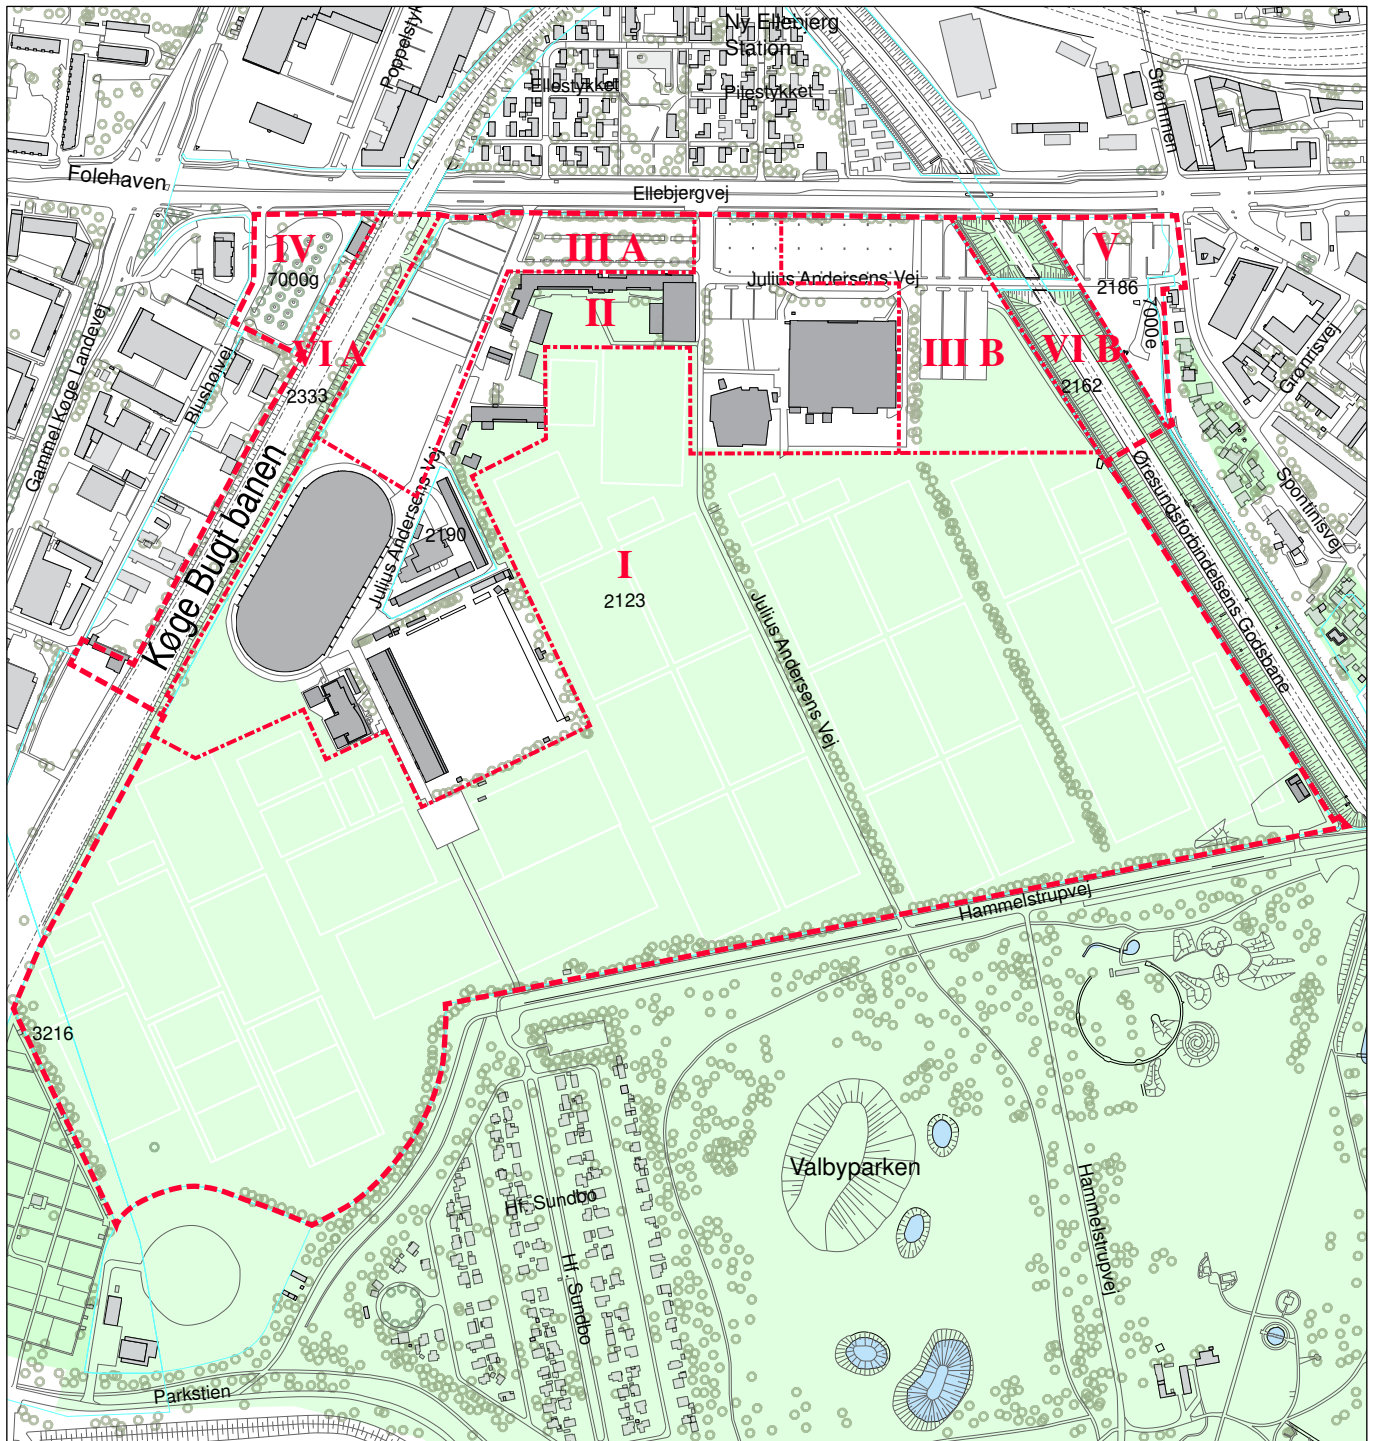 Ny Ellebjerg
Station
Poppelstyk
Ellestykket
Pilestykket
Strømmen
Folehaven
Ellebjergvej
IV
7000g
III A
Julius Andersens Vej
V
2186
7000e
II
VI A
2333
III B
VI B
2162
Gammel Køge Landevej
Blushøjvej
Grønrisvej
Køge Bugt banen
Julius Andersens Vej
2190
Øresundsforbindelsens Godsbane
Spontinisvej
I
2123
Julius Andersens Vej
Hammelstrupvej
3216
Valbyparken
Hf. Sundbo
Hf. Sundbo
Hammelstrupvej
Parkstien